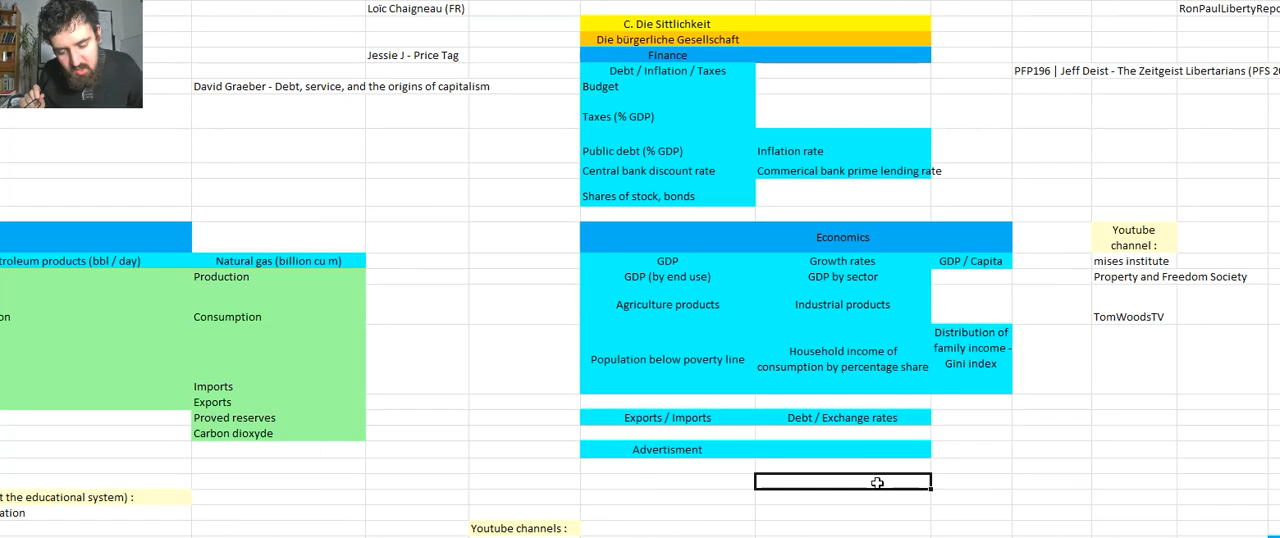 Loïc Chaigneau (FR)
RonPaulLibertyRepo
C. Die Sittlichkeit
Die bürgerliche Gesellschaft
Jessie J - Price Tag
Finance
Debt / Inflation / Taxes
PFP196 | Jeff Deist - The Zeitgeist Libertarians (PFS 20
David Graeber - Debt, service, and the origins of capitalism
Budget
Taxes (% GDP)
Public debt (% GDP)
Inflation rate
Central bank discount rate
Commerical bank prime lending rate
Shares of stock, bonds
Economics
Youtube
channel :
troleum products (bbl / day)
Natural gas (billion cu m)
GDP
Growth rates
GDP / Capita
mises institute
Production
GDP (by end use)
GDP by sector
Property and Freedom Society
Agriculture products
Industrial products
on
Consumption
TomWoodsTV
Population below poverty line
Household income of
consumption by percentage share
Distribution of
family income -
Gini index
Imports
Exports
Proved reserves
Exports / Imports
Debt / Exchange rates
Carbon dioxyde
Advertisment
t the educational system) :
ation
Youtube channels :